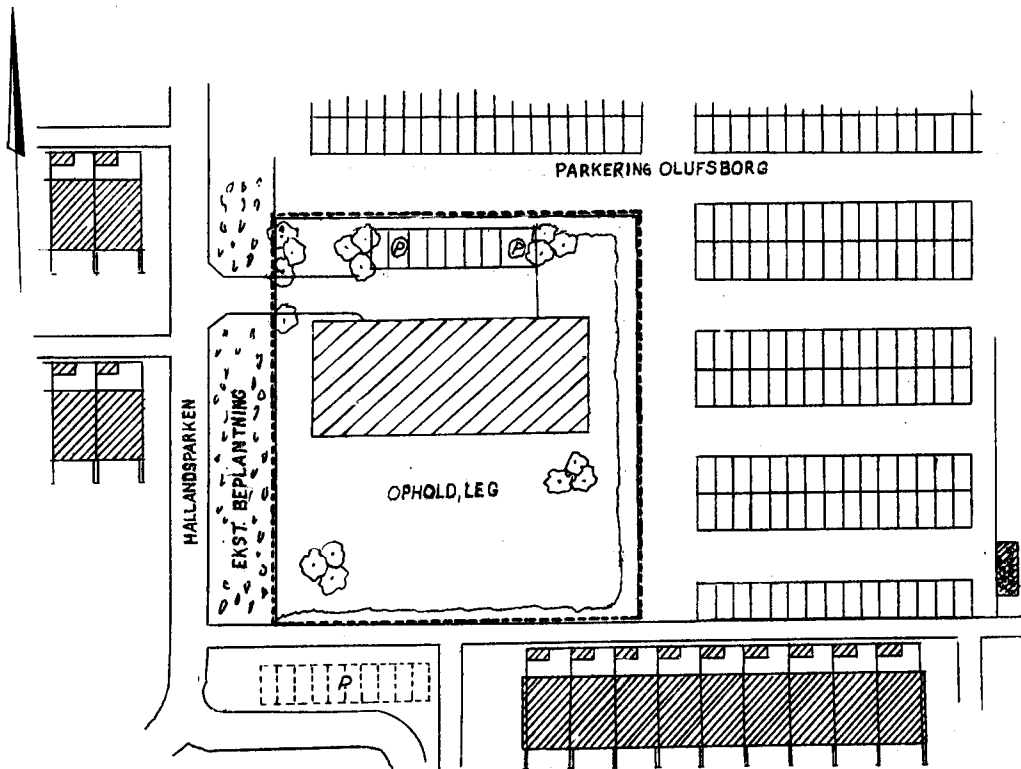 PARKERING OLUFSBORG
P
P
HALLANDSPARKEN
EKST. BEPLANTNING
OPHOLD, LEG
P